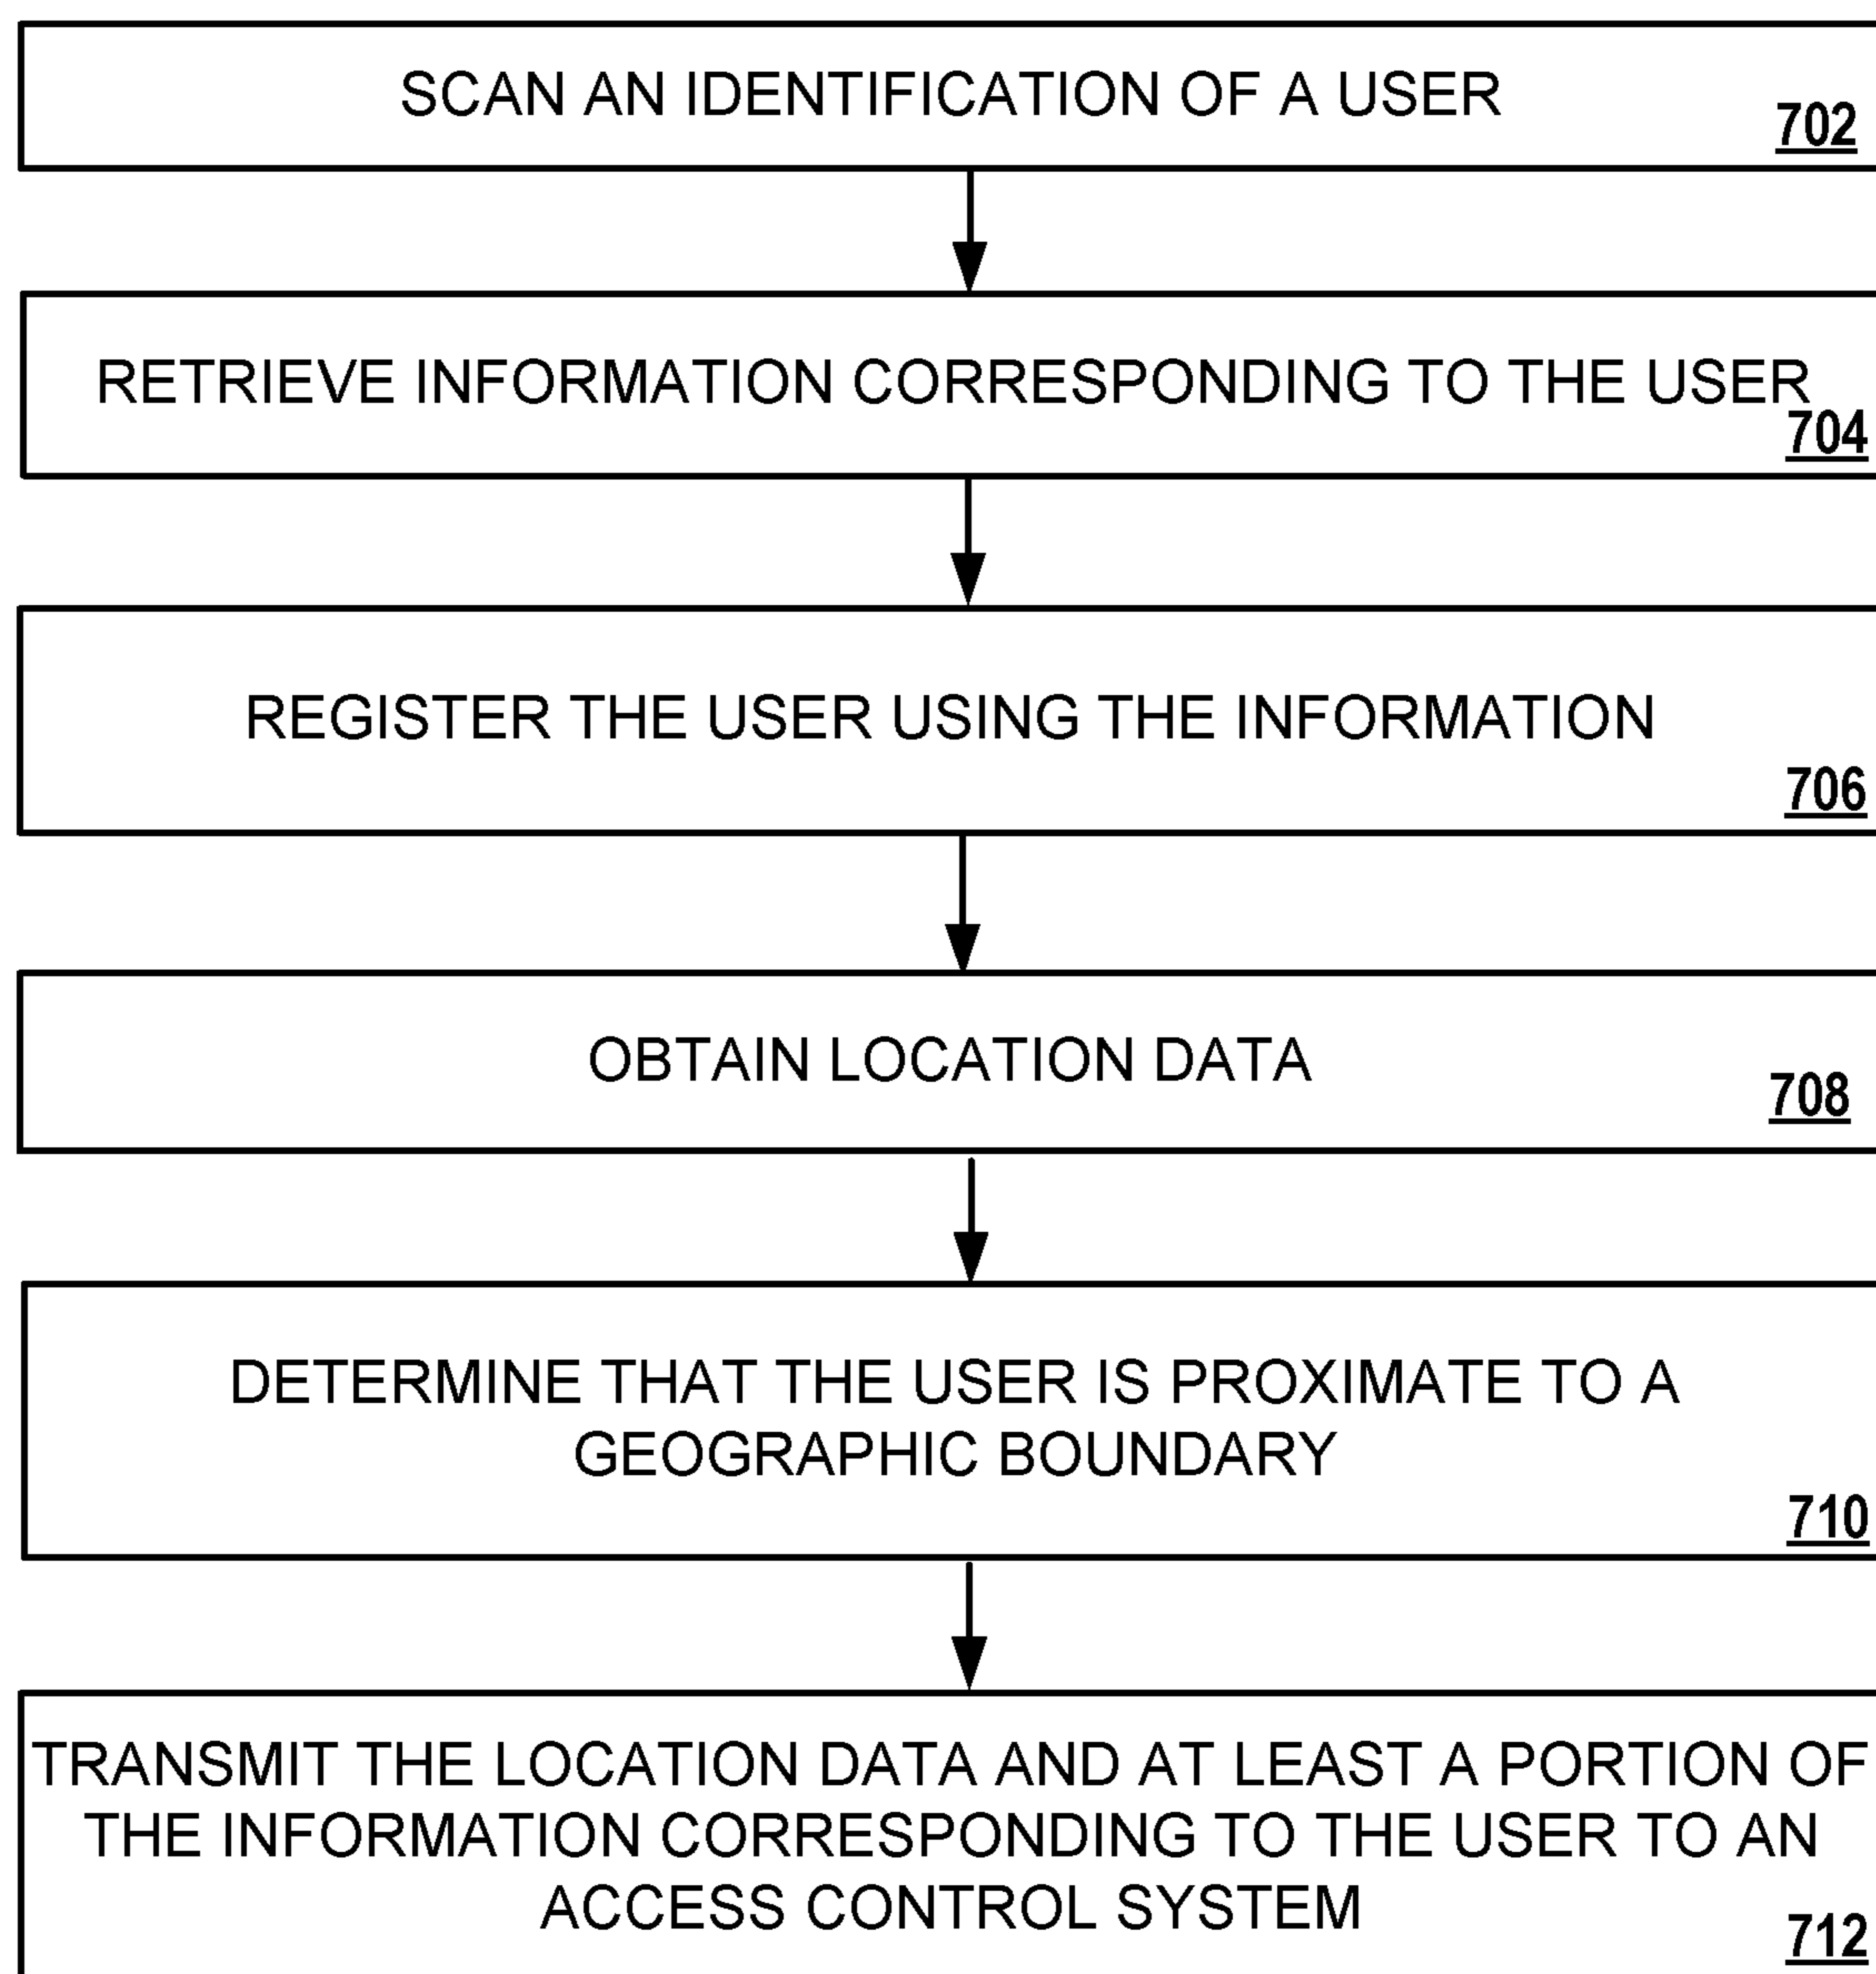 SCAN AN IDENTIFICATION OF A USER
702
RETRIEVE INFORMATION CORRESPONDING TO THE USER
704
REGISTER THE USER USING THE INFORMATION
706
OBTAIN LOCATION DATA
708
DETERMINE THAT THE USER IS PROXIMATE TO A
GEOGRAPHIC BOUNDARY
710
TRANSMIT THE LOCATION DATA AND AT LEAST A PORTION OF
THE INFORMATION CORRESPONDING TO THE USER TO AN
ACCESS CONTROL SYSTEM
712